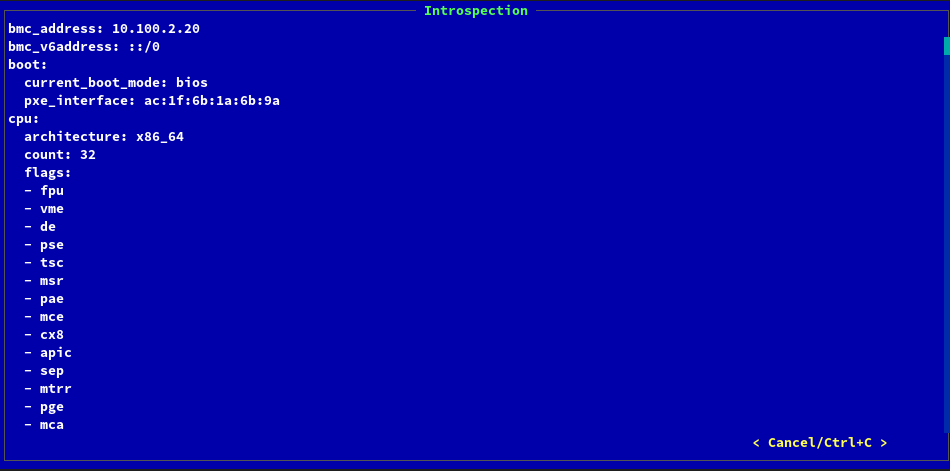 Introspection
bmc_address: 10.100.2.20
bmc_v6address: ::/0
boot:
  current_boot_mode: bios
  pxe_interface: ac:1f:6b:1a:6b:9a
cpu:
  architecture: x86_64
  count: 32
  flags:
  - fpu
  - vme
  - de
  - pse
  - tsc
  - msr
  - pae
  - mce
  - cx8
  - apic
  - sep
  - mtrr
  - pge
  - mca
< Cancel/Ctrl+C >